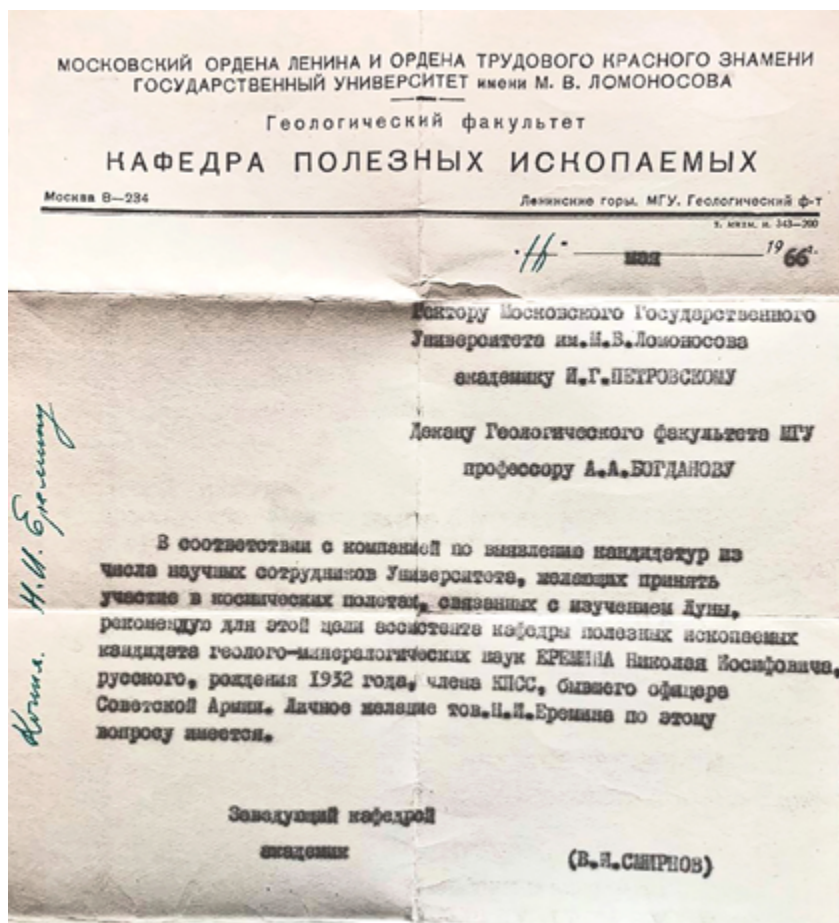 МОСКОВСКИЙ ОРДЕНА ЛЕНИНА И ОРДЕНА ТРУДОВОГО КРАСНОГО ЗНАМЕНИ
ГОСУДАРСТВЕННЫЙ УНИВЕРСИТЕТ имени М. В. ЛОМОНОСОВА
Геологический факультет
КАФЕДРА ПОЛЕЗНЫХ ИСКОПАЕМЫХ
Москва В—234 Ленинские горы. МГУ. Геологический ф-т
мая 1966 г.
Ректору Московского Государственного
Университета им.М.В.Ломоносова
академику И.Г.ПЕТРОВСКОМУ
Декану Геологического факультета МГУ
профессору А.А.БОГДАНОВУ
В соответствии с компанией по выявлению кандидатур из
числа научных сотрудников Университета, желающих принять
участие в космических полетах, связанных с изучением Луны,
рекомендую для этой цели ассистента кафедры полезных ископаемых
кандидата геолого-минералогических наук ЕРЕМИНА Николая Иосифовича,
русского, рождения 1932 года, члена КПСС, бывшего офицера
Советской Армии. Личное желание тов.Н.И.Еремина по этому
вопросу имеется.
Заведующий кафедрой
академик (В.И.СМИРНОВ)
Копия. Н.И. Еремину